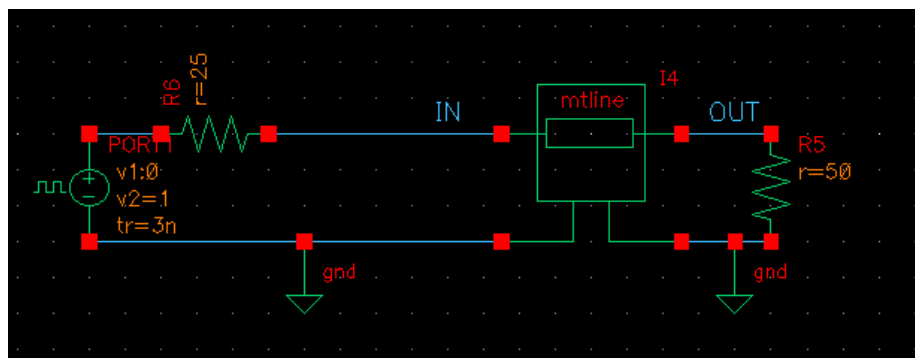 R6
r=25
IN
I4
mtline
OUT
PORT1
v1:0
v2=1
tr=3n
R5
r=50
gnd
gnd